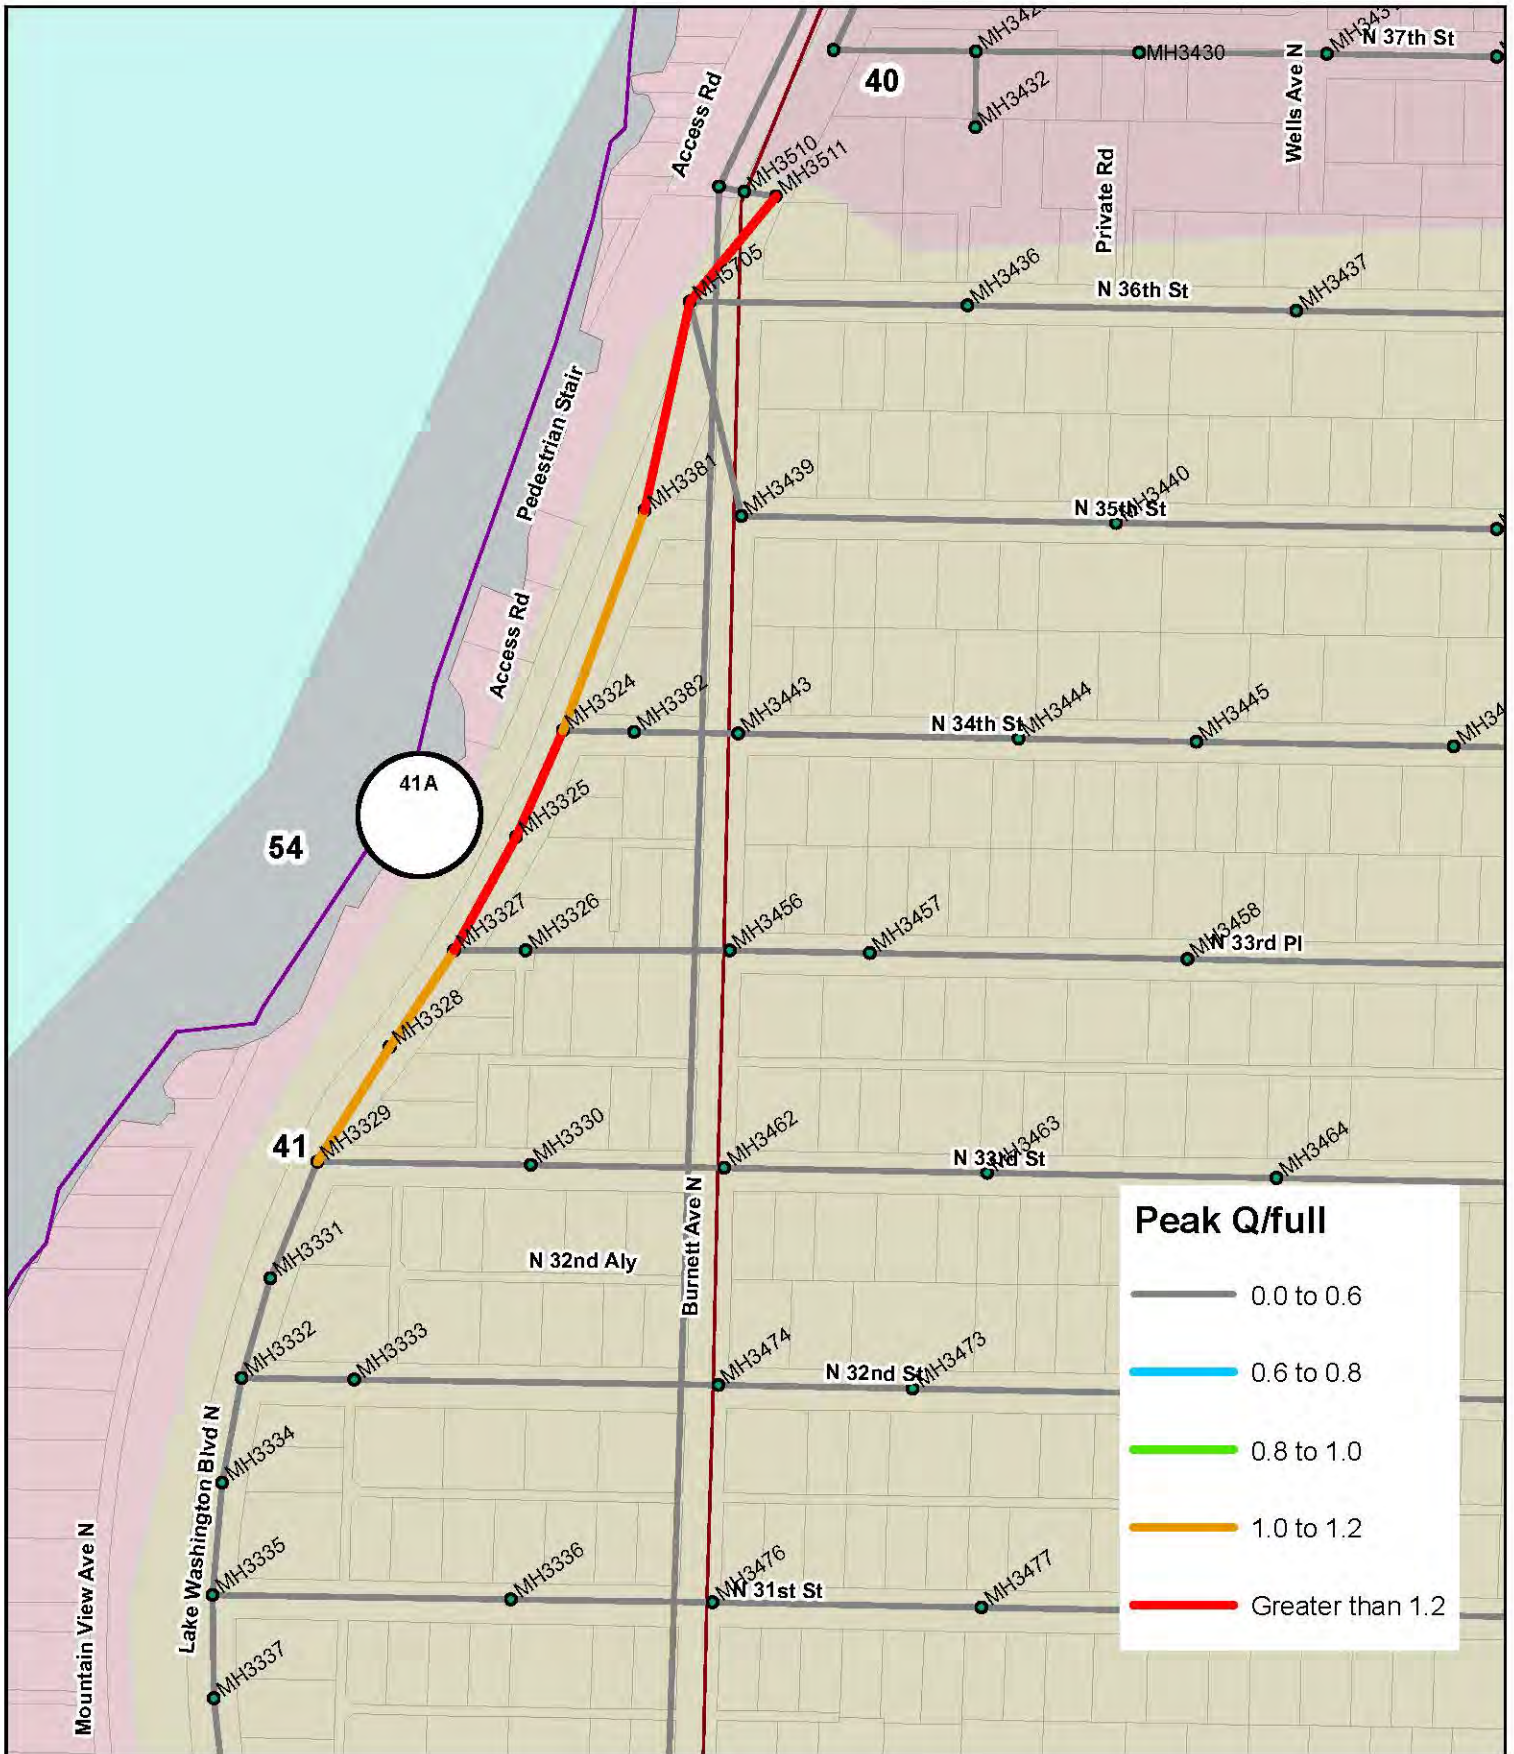 N 37th St
MH3430
MH3432
40
Wells Ave N
Access Rd
Private Rd
MH3510
MH3511
MH5705
MH3436
N 36th St
MH3437
Pedestrian Stair
MH3381
MH3439
N 35th St
MH3440
Access Rd
MH3324
MH3382
MH3443
N 34th St
MH3444
MH3445
41A
54
MH3325
MH3327
MH3326
MH3456
MH3457
MH3458
N 33rd Pl
MH3328
41
MH3329
MH3330
MH3462
N 33rd St
MH3463
MH3464
Burnett Ave N
MH3331
N 32nd Aly
MH3332
MH3333
MH3474
N 32nd St
MH3473
Lake Washington Blvd N
MH3334
Mountain View Ave N
MH3335
MH3336
MH3476
N 31st St
MH3477
MH3337
Peak Q/full
0.0 to 0.6
0.6 to 0.8
0.8 to 1.0
1.0 to 1.2
Greater than 1.2